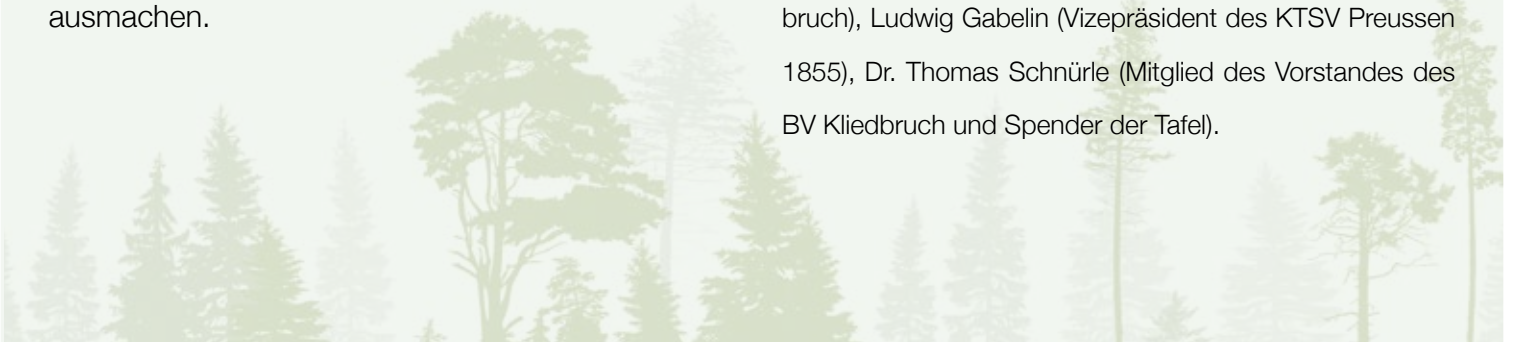 ausmachen.
bruch), Ludwig Gabelin (Vizepräsident des KTSV Preussen
1855), Dr. Thomas Schnürle (Mitglied des Vorstandes des
BV Kliedbruch und Spender der Tafel).